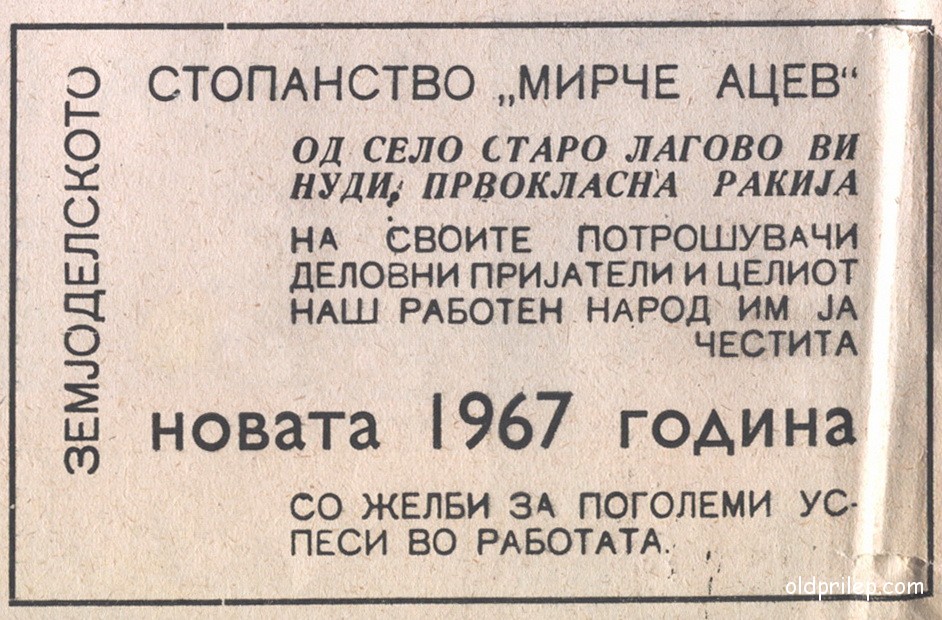 ЗЕМЈОДЕЛСКОТО
СТОПАНСТВО „МИРЧЕ АЦЕВ“
ОД СЕЛО СТАРО ЛАГОВО ВИ
НУДИ, ПРВОКЛАСНА РАКИЈА
НА СВОИТЕ ПОТРОШУВАЧИ
ДЕЛОВНИ ПРИЈАТЕЛИ И ЦЕЛИОТ
НАШ РАБОТЕН НАРОД ИМ ЈА
ЧЕСТИТА
новата 1967 година
СО ЖЕЛБИ ЗА ПОГОЛЕМИ УС-
ПЕСИ ВО РАБОТАТА.
oldprilep.com